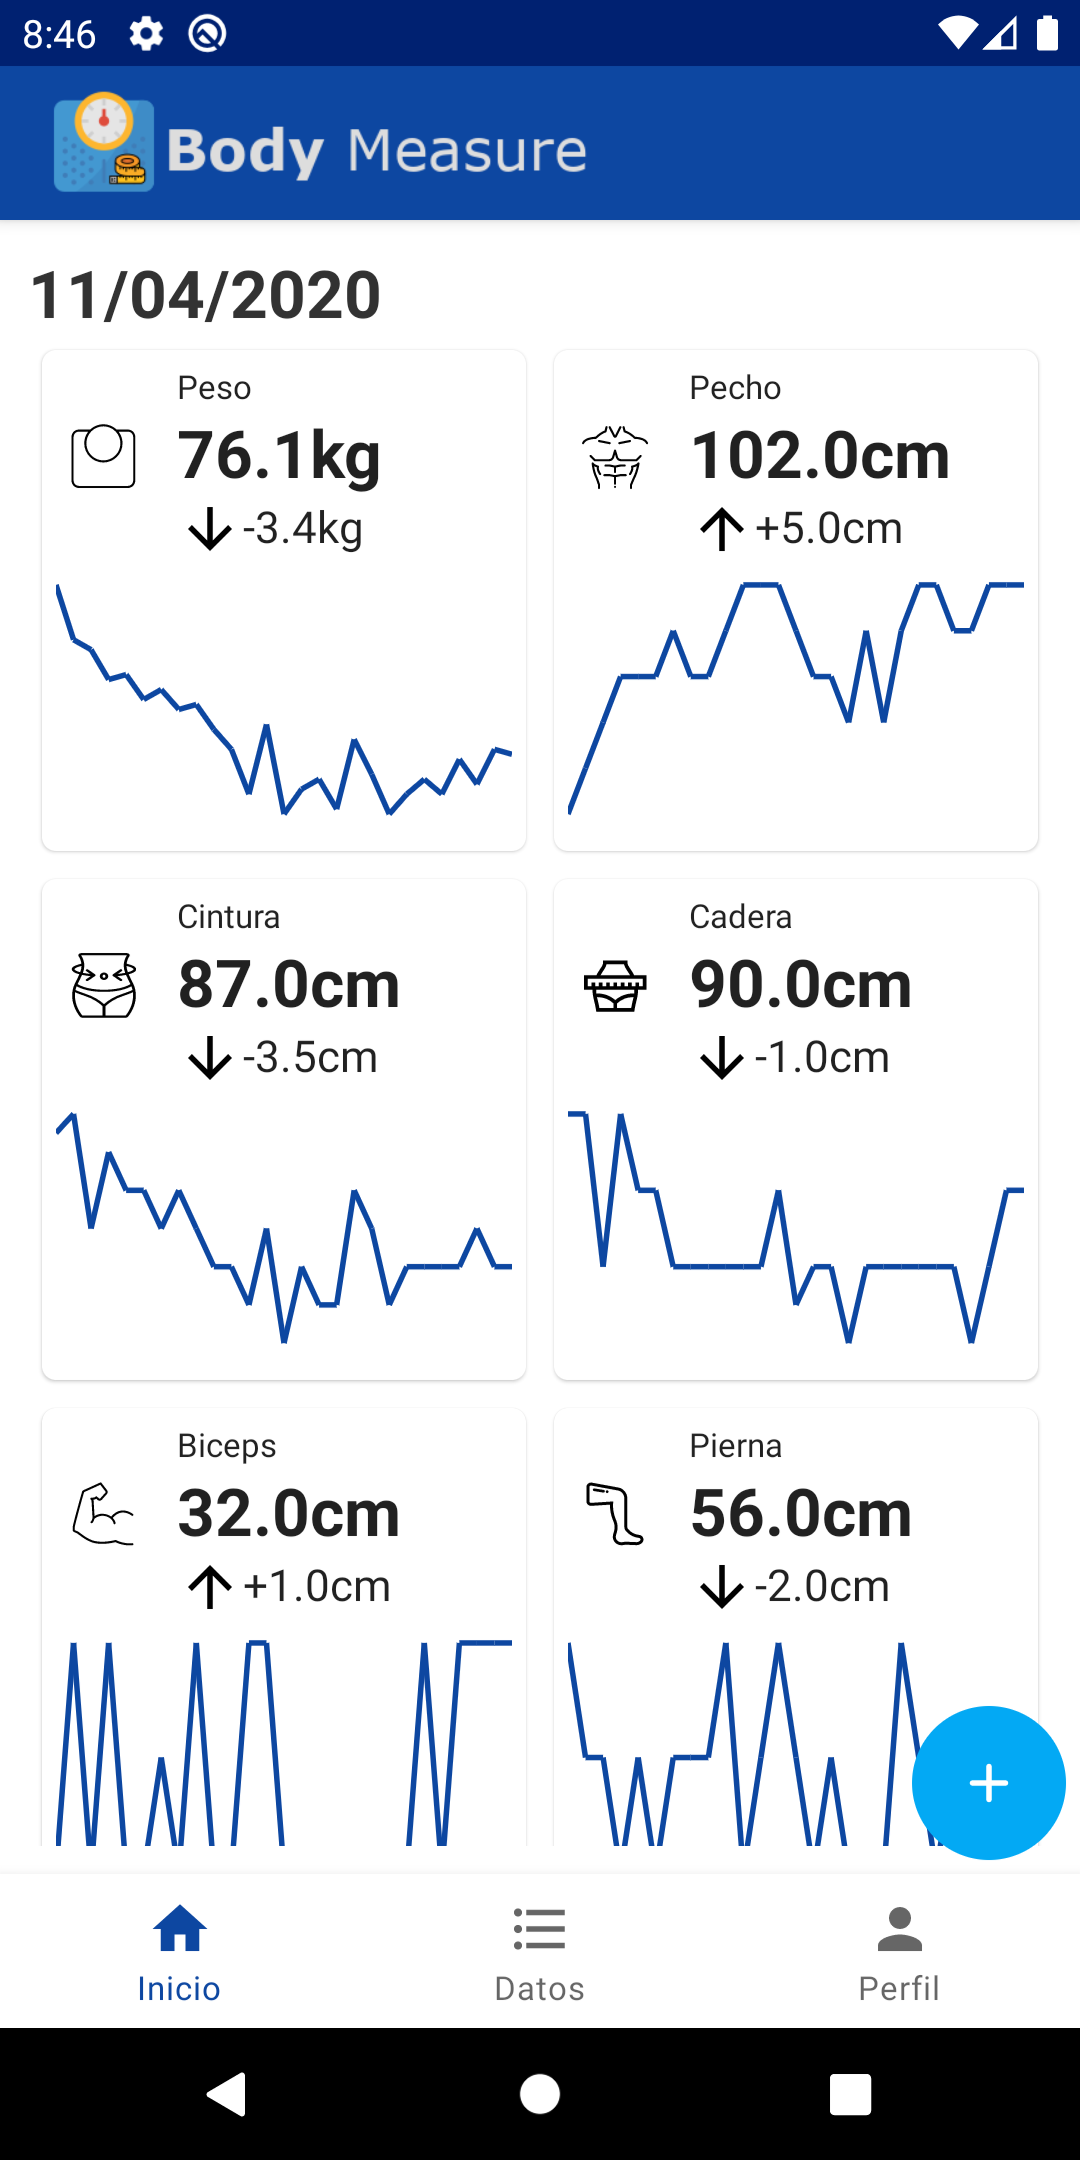 8:46
Body Measure
11/04/2020
Peso
76.1kg
-3.4kg
Pecho
102.0cm
+5.0cm
Cintura
87.0cm
-3.5cm
Cadera
90.0cm
-1.0cm
Biceps
32.0cm
+1.0cm
Pierna
56.0cm
-2.0cm
Inicio
Datos
Perfil